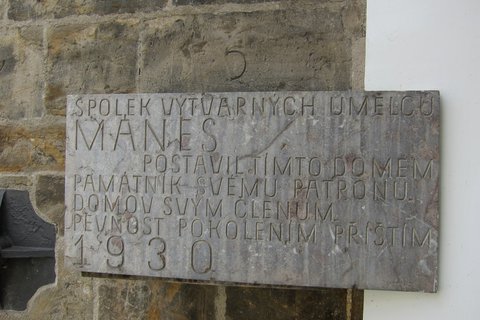 5
SPOLEK VÝTVARNÝCH UMĚLCŮ
MÁNES
POSTAVIL TÍMTO DOMEM
PAMÁTNÍK SVÉMU PATRONU.
DOMOV SVÝM ČLENŮM.
PEVNOST POKOLENÍM PŘÍŠTÍM
1930